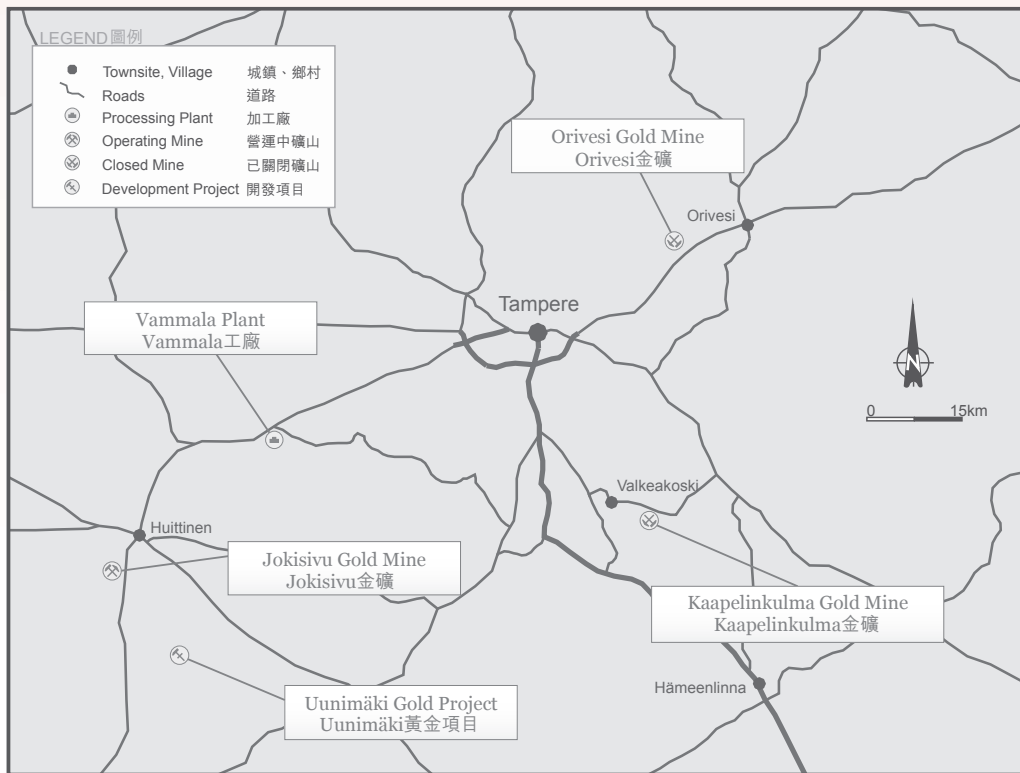 LEGEND圖例
Townsite, Village 城鎮、鄉村
Roads 道路
Processing Plant 加工廠
Operating Mine 營運中礦山
Closed Mine 已關閉礦山
Development Project 開發項目
Orivesi Gold Mine
Orivesi金礦
Orivesi
Tampere
Vammala Plant
Vammala工廠
N
0 15km
Valkeakoski
Huittinen
Jokisivu Gold Mine
Jokisivu金礦
Kaapelinkulma Gold Mine
Kaapelinkulma金礦
Hämeenlinna
Uunimäki Gold Project
Uunimäki黃金項目